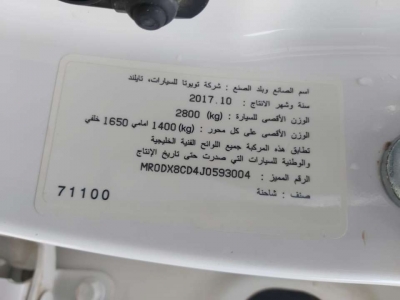 اسم الصانع وبلد الصنع : شركة تويوتا للسيارات، تايلند
سنة وشهر الانتاج : 2017.10
الوزن الأقصى للسيارة : 2800 (kg)
الوزن الأقصى على كل محور : (kg) 1400 امامي 1650 خلفي
تطابق هذه المركبة جميع اللوائح الفنية الخليجية
والوطنية للسيارات التي صدرت حتى تاريخ الإنتاج
الرقم المميز : MR0DX8CD4J0593004
صنف : شاحنة
71100